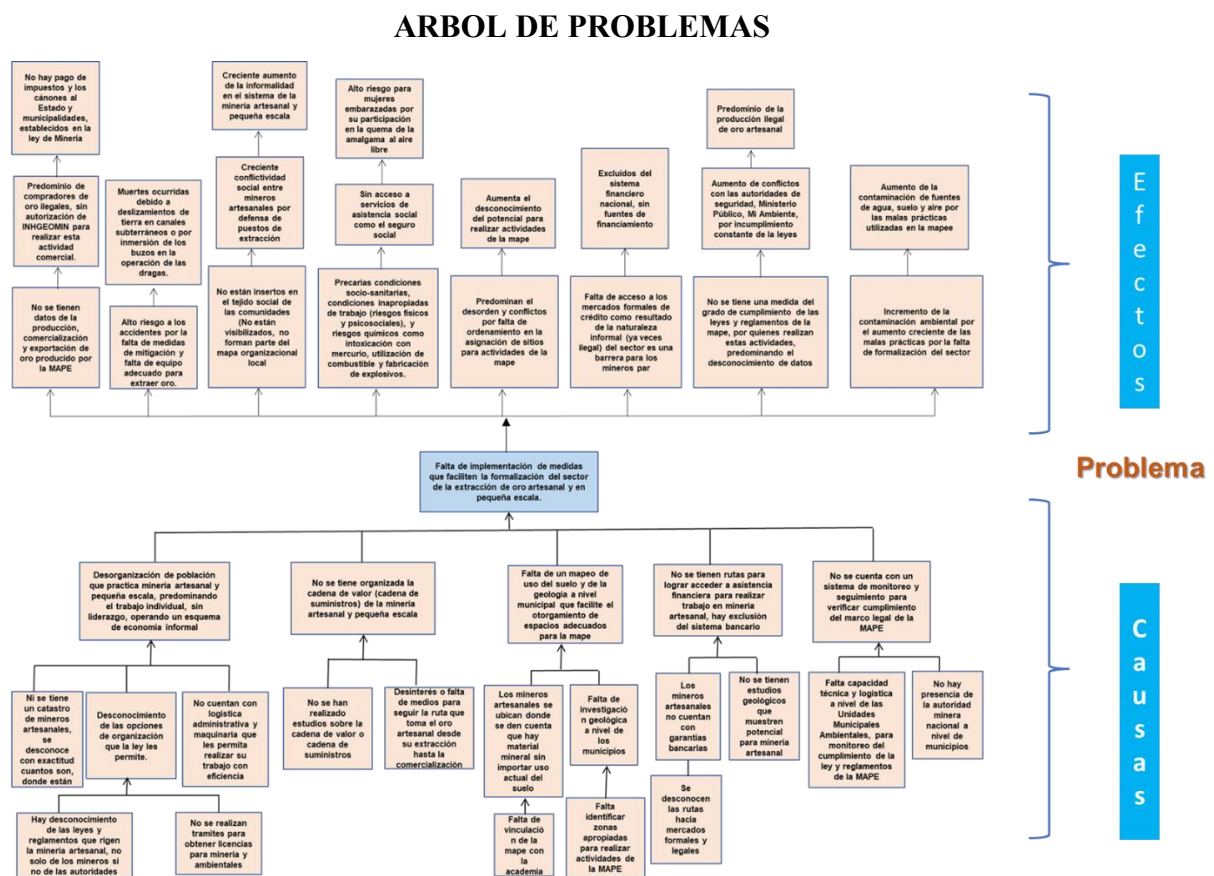 ARBOL DE PROBLEMAS
No hay pago de
impuestos y los
cánones al
Estado y
municipalidades,
establecidos en la
ley de Minería
Creciente aumento
de la informalidad
en el sistema de la
minería artesanal y
pequeña escala
Alto riesgo para
mujeres
embarazadas por
su participación
en la quema de la
amalgama al aire
libre
Predominio de la
producción ilegal
de oro artesanal
Predominio de
compradores de
oro ilegales, sin
autorización de
INHGEOMIN para
realizar esta
actividad
comercial.
Muertes ocurridas
debido a
deslizamientos de
tierra en canales
subterráneos o por
inmersión de los
buzos en la
operación de las
dragas.
Creciente
conflictividad
social entre
mineros
artesanales por
defensa de
puestos de
extracción
Sin acceso a
servicios de
asistencia social
como el seguro
social
Aumenta el
desconocimiento
del potencial para
realizar actividades
de la mape
Excluidos del
sistema
financiero
nacional, sin
fuentes de
financiamiento
Aumento de conflictos
con las autoridades de
seguridad, Ministerio
Público, Mi Ambiente,
por incumplimiento
constante de la leyes
Aumento de la
contaminación de fuentes
de agua, suelo y aire por
las malas prácticas
utilizadas en la mapee
No se tienen
datos de la
producción,
comercialización
y exportación de
oro producido por
la MAPE
Alto riesgo a los
accidentes por la
falta de medidas
de mitigación y
falta de equipo
adecuado para
extraer oro.
No están insertos en
el tejido social de
las comunidades
(No están
visibilizados, no
forman parte del
mapa organizacional
local
Precarias condiciones
socio-sanitarias,
condiciones inapropiadas
de trabajo (riesgos físicos
y psicosociales), y
riesgos químicos como
intoxicación con
mercurio, utilización de
combustible y fabricación
de explosivos.
Predominan el
desorden y conflictos
por falta de
ordenamiento en la
asignación de sitios
para actividades de la
mape
Falta de acceso a los
mercados formales de
crédito como resultado
de la naturaleza
informal (ya veces
ilegal) del sector es una
barrera para los
mineros par
No se tiene una medida del
grado de cumplimiento de las
leyes y reglamentos de la
mape, por quienes realizan
estas actividades,
predominando el
desconocimiento de datos
Incremento de la
contaminación ambiental por
el aumento creciente de las
malas prácticas por la falta
de formalización del sector
Efectos
Falta de implementación de medidas
que faciliten la formalización del sector
de la extracción de oro artesanal y en
pequeña escala.
Problema
Desorganización de población
que practica minería artesanal y
pequeña escala, predominando
el trabajo individual, sin
liderazgo, operando un esquema
de economía informal
No se tiene organizada la
cadena de valor (cadena de
suministros) de la minería
artesanal y pequeña escala
Falta de un mapeo de
uso del suelo y de la
geología a nivel
municipal que facilite el
otorgamiento de
espacios adecuados
para la mape
No se tienen rutas para
lograr acceder a asistencia
financiera para realizar
trabajo en minería
artesanal, hay exclusión
del sistema bancario
No se cuenta con un
sistema de monitoreo y
seguimiento para
verificar cumplimiento
del marco legal de la
MAPE
Ni se tiene
un catastro
de mineros
artesanales,
se
desconoce
con exactitud
cuantos son,
donde están
Desconocimiento
de las opciones
de organización
que la ley les
permite.
No cuentan con
logística
administrativa y
maquinaria que
les permita
realizar su
trabajo con
eficiencia
No se han
realizado
estudios sobre la
cadena de valor o
cadena de
suministros
Desinterés o falta
de medios para
seguir la ruta que
toma el oro
artesanal desde
su extracción
hasta la
comercialización
Los mineros
artesanales se
ubican donde
se den cuenta
que hay
material
mineral sin
importar uso
actual del
suelo
Falta de
investigació
n geológica
a nivel de
los
municipios
Los
mineros
artesanales
no cuentan
con
garantías
bancarias
No se tienen
estudios
geológicos
que
muestren
potencial
para minería
artesanal
Falta capacidad
técnica y logística
a nivel de las
Unidades
Municipales
Ambientales, para
monitoreo del
cumplimiento de la
ley y reglamentos
de la MAPE
No hay
presencia de
la autoridad
minera
nacional a
nivel de
municipios
Causas
Hay desconocimiento
de las leyes y
reglamentos que rigen
la minería artesanal, no
solo de los mineros si
no de las autoridades
No se realizan
tramites para
obtener licencias
para minería y
ambientales
Falta de
vinculació
n de la
mape con
la
academia
Falta
identificar
zonas
apropiadas
para realizar
actividades de
la MAPE
Se
desconocen
las rutas
hacia
mercados
formales y
legales